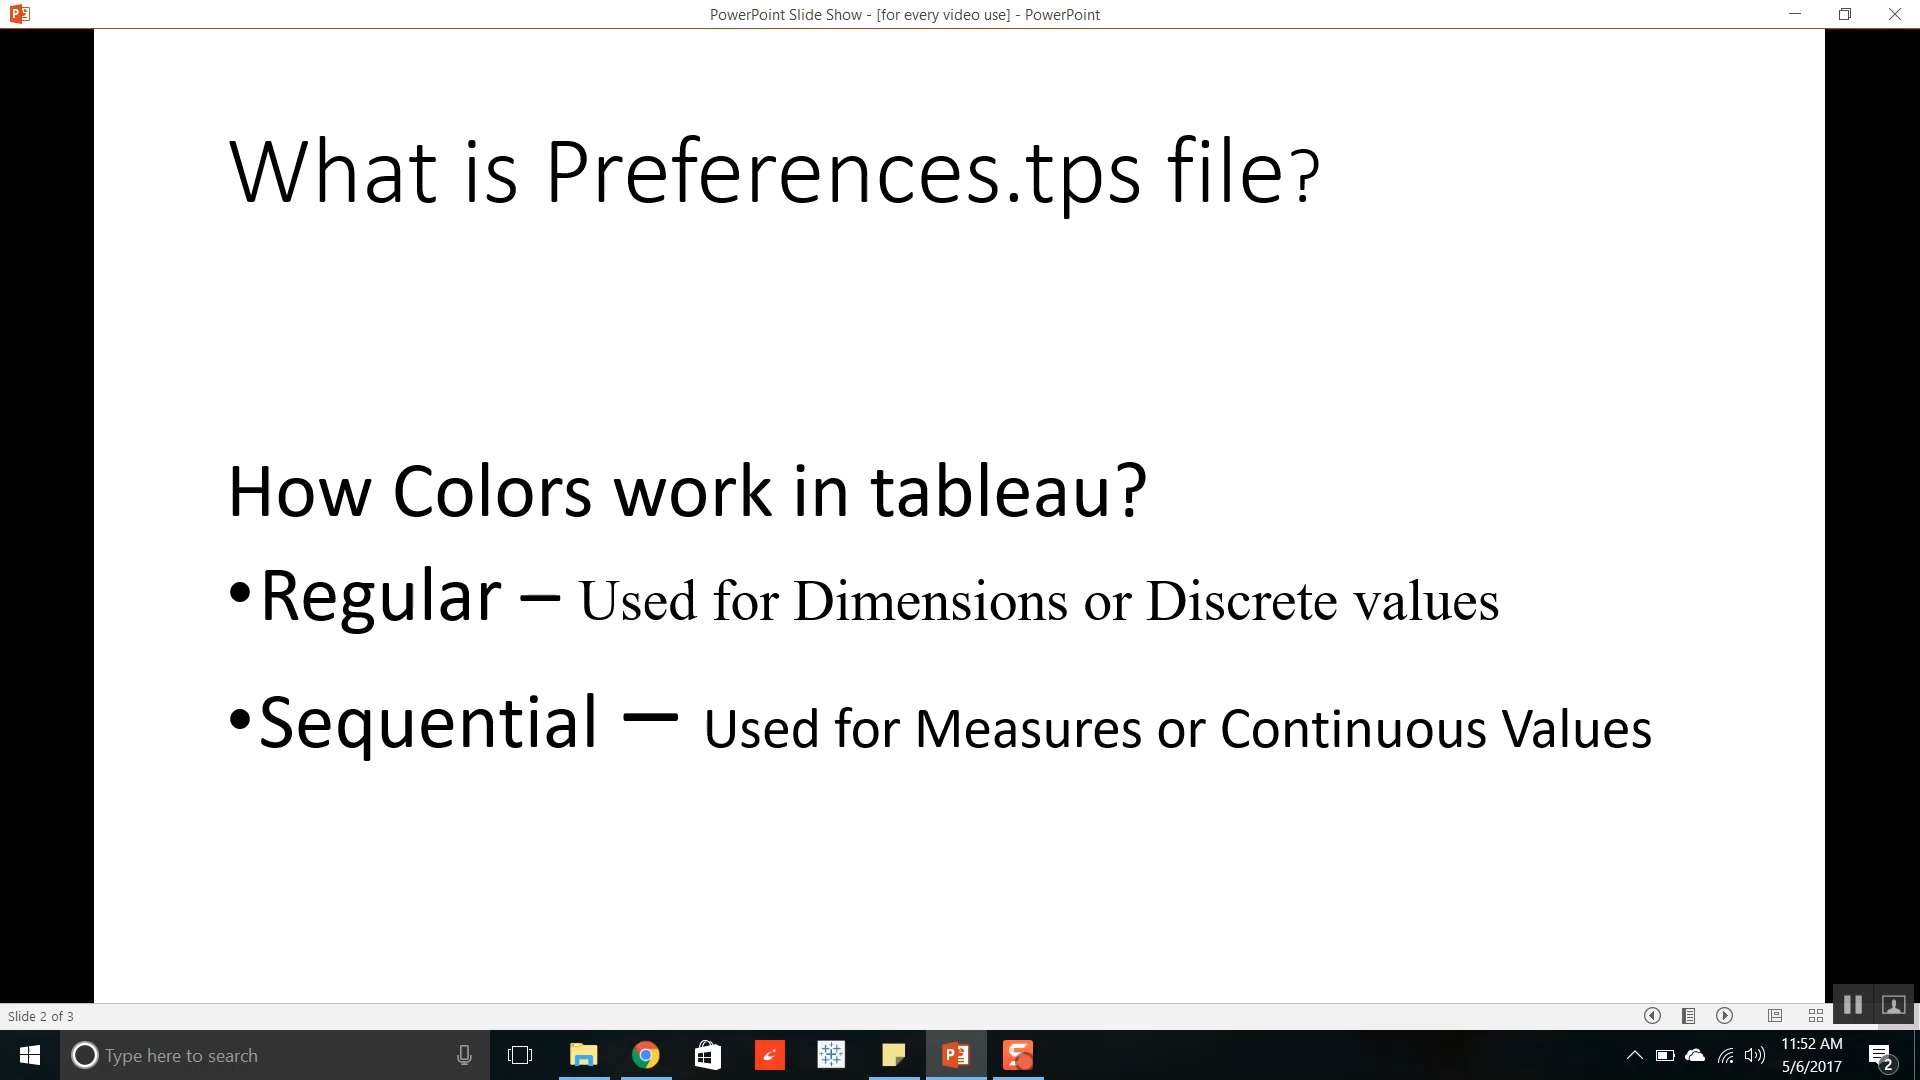 PowerPoint Slide Show - [for every video use] - PowerPoint
What is Preferences.tps file?
How Colors work in tableau?
•Regular – Used for Dimensions or Discrete values
•Sequential – Used for Measures or Continuous Values
Slide 2 of 3
Type here to search
11:52 AM
5/6/2017
2